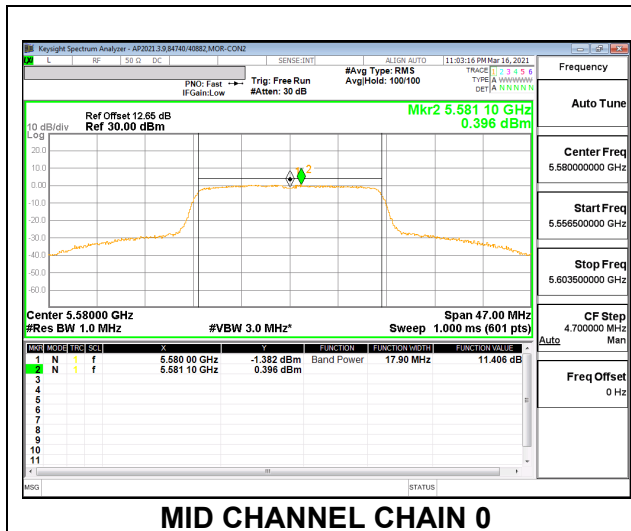 Keysight Spectrum Analyzer - AP2021.3.9,84740/40882,MOR-CON2
LXI L RF 50 Ω DC SENSE:INT ALIGN AUTO 11:03:16 PM Mar 16, 2021
PNO: Fast
IFGain:Low
Trig: Free Run
#Atten: 30 dB
#Avg Type: RMS
Avg|Hold: 100/100
TRACE 1 2 3 4 5 6
TYPE A WWWWW
DET A N N N N N
Mkr2 5.581 10 GHz
0.396 dBm
Ref Offset 12.65 dB
10 dB/div Ref 30.00 dBm
Log
20.0
10.0
0.00
-10.0
-20.0
-30.0
-40.0
-50.0
-60.0
2
Center 5.58000 GHz Span 47.00 MHz
#Res BW 1.0 MHz #VBW 3.0 MHz* Sweep 1.000 ms (601 pts)
MKR MODE TRC SCL X Y FUNCTION FUNCTION WIDTH FUNCTION VALUE
1 N 1 f 5.580 00 GHz -1.382 dBm Band Power 17.90 MHz 11.406 dB
2 N 1 f 5.581 10 GHz 0.396 dBm
3
4
5
6
7
8
9
10
11
MSG STATUS
Frequency
Auto Tune
Center Freq
5.580000000 GHz
Start Freq
5.556500000 GHz
Stop Freq
5.603500000 GHz
CF Step
4.700000 MHz
Auto Man
Freq Offset
0 Hz
MID CHANNEL CHAIN 0